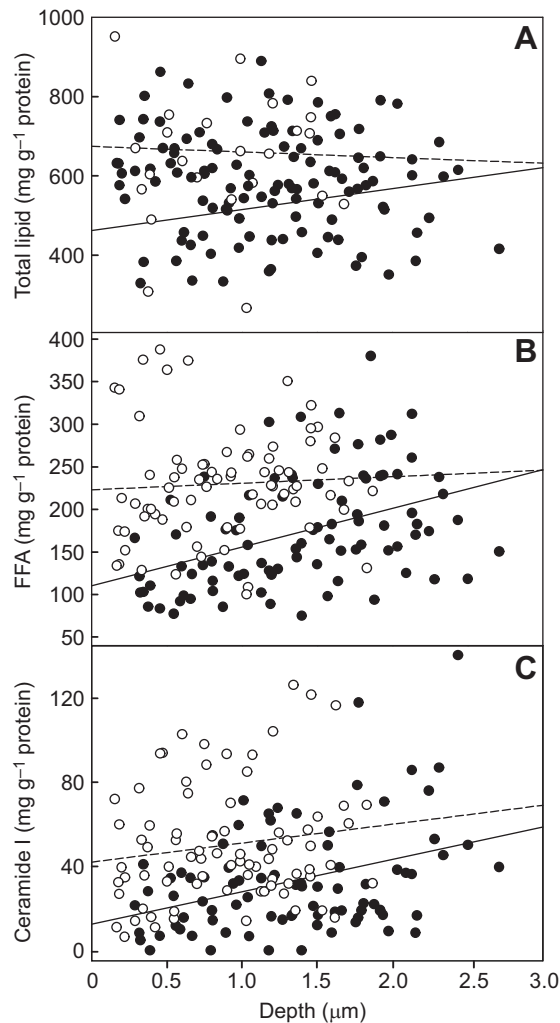 1000
A
800
600
400
Total lipid (mg g–1 protein)
400
B
350
300
250
200
150
100
50
FFA (mg g–1 protein)
C
120
80
40
0
Ceramide I (mg g–1 protein)
0 0.5 1.0 1.5 2.0 2.5 3.0
Depth (μm)